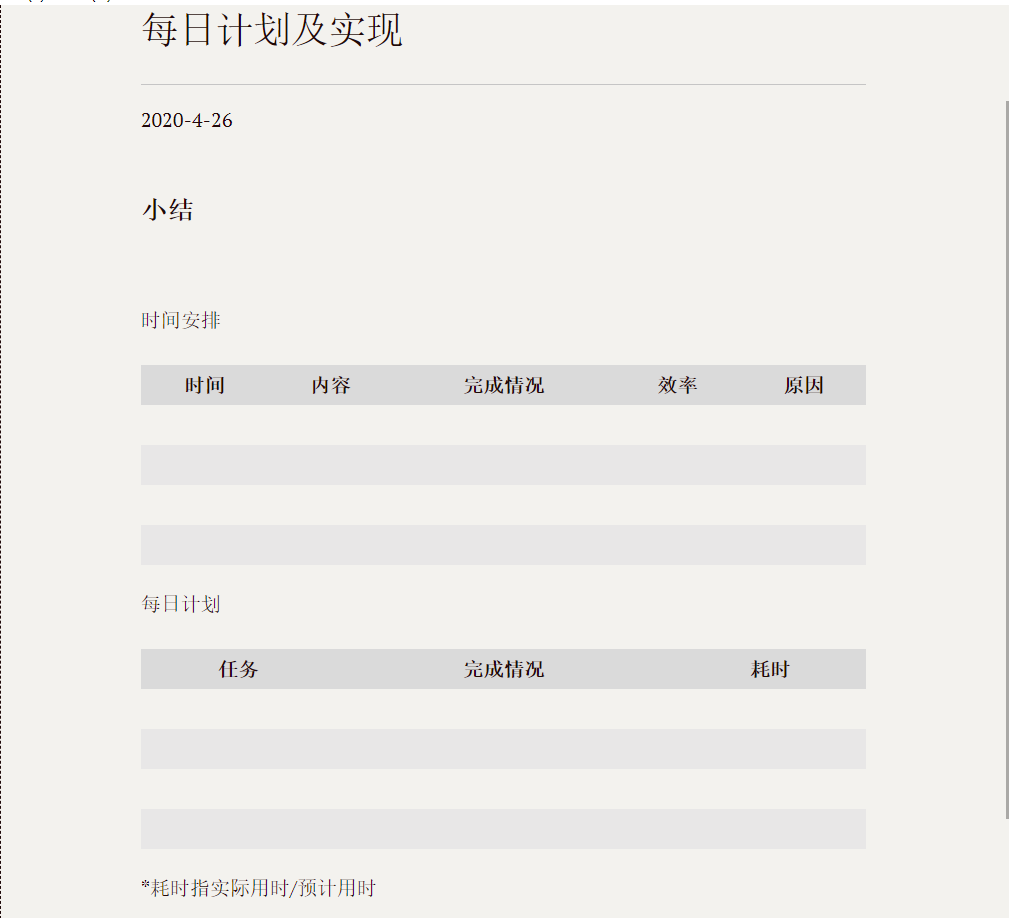 每日计划及实现
2020-4-26
小结
时间安排
时间 内容 完成情况 效率 原因
每日计划
任务 完成情况 耗时
*耗时指实际用时/预计用时